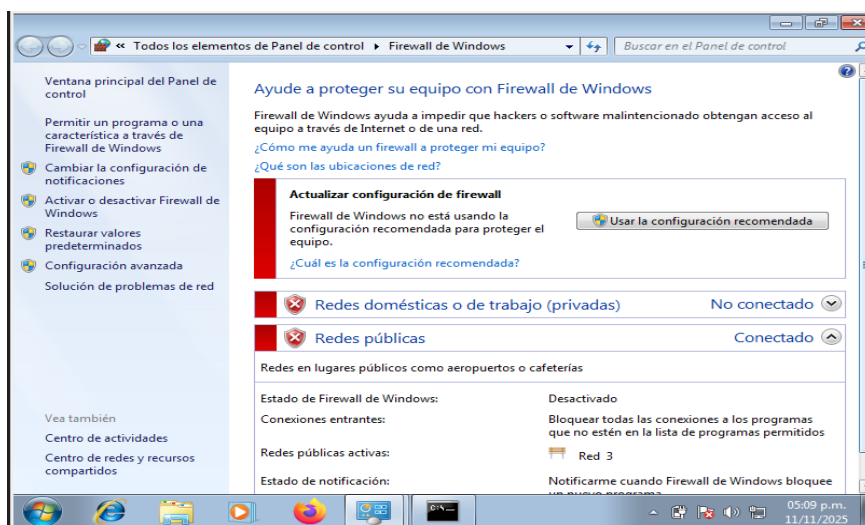 « Todos los elementos de Panel de control ▸ Firewall de Windows
Buscar en el Panel de control
Ventana principal del Panel de
control
Permitir un programa o una
característica a través de
Firewall de Windows
Cambiar la configuración de
notificaciones
Activar o desactivar Firewall de
Windows
Restaurar valores
predeterminados
Configuración avanzada
Solución de problemas de red
Vea también
Centro de actividades
Centro de redes y recursos
compartidos
Ayude a proteger su equipo con Firewall de Windows
Firewall de Windows ayuda a impedir que hackers o software malintencionado obtengan acceso al
equipo a través de Internet o de una red.
¿Cómo me ayuda un firewall a proteger mi equipo?
¿Qué son las ubicaciones de red?
Actualizar configuración de firewall
Firewall de Windows no está usando la
configuración recomendada para proteger el
equipo.
Usar la configuración recomendada
¿Cuál es la configuración recomendada?
Redes domésticas o de trabajo (privadas) No conectado
Redes públicas Conectado
Redes en lugares públicos como aeropuertos o cafeterías
Estado de Firewall de Windows: Desactivado
Conexiones entrantes: Bloquear todas las conexiones a los programas
que no estén en la lista de programas permitidos
Redes públicas activas: Red 3
Estado de notificación: Notificarme cuando Firewall de Windows bloquee
un nuevo programa
05:09 p.m.
11/11/2025